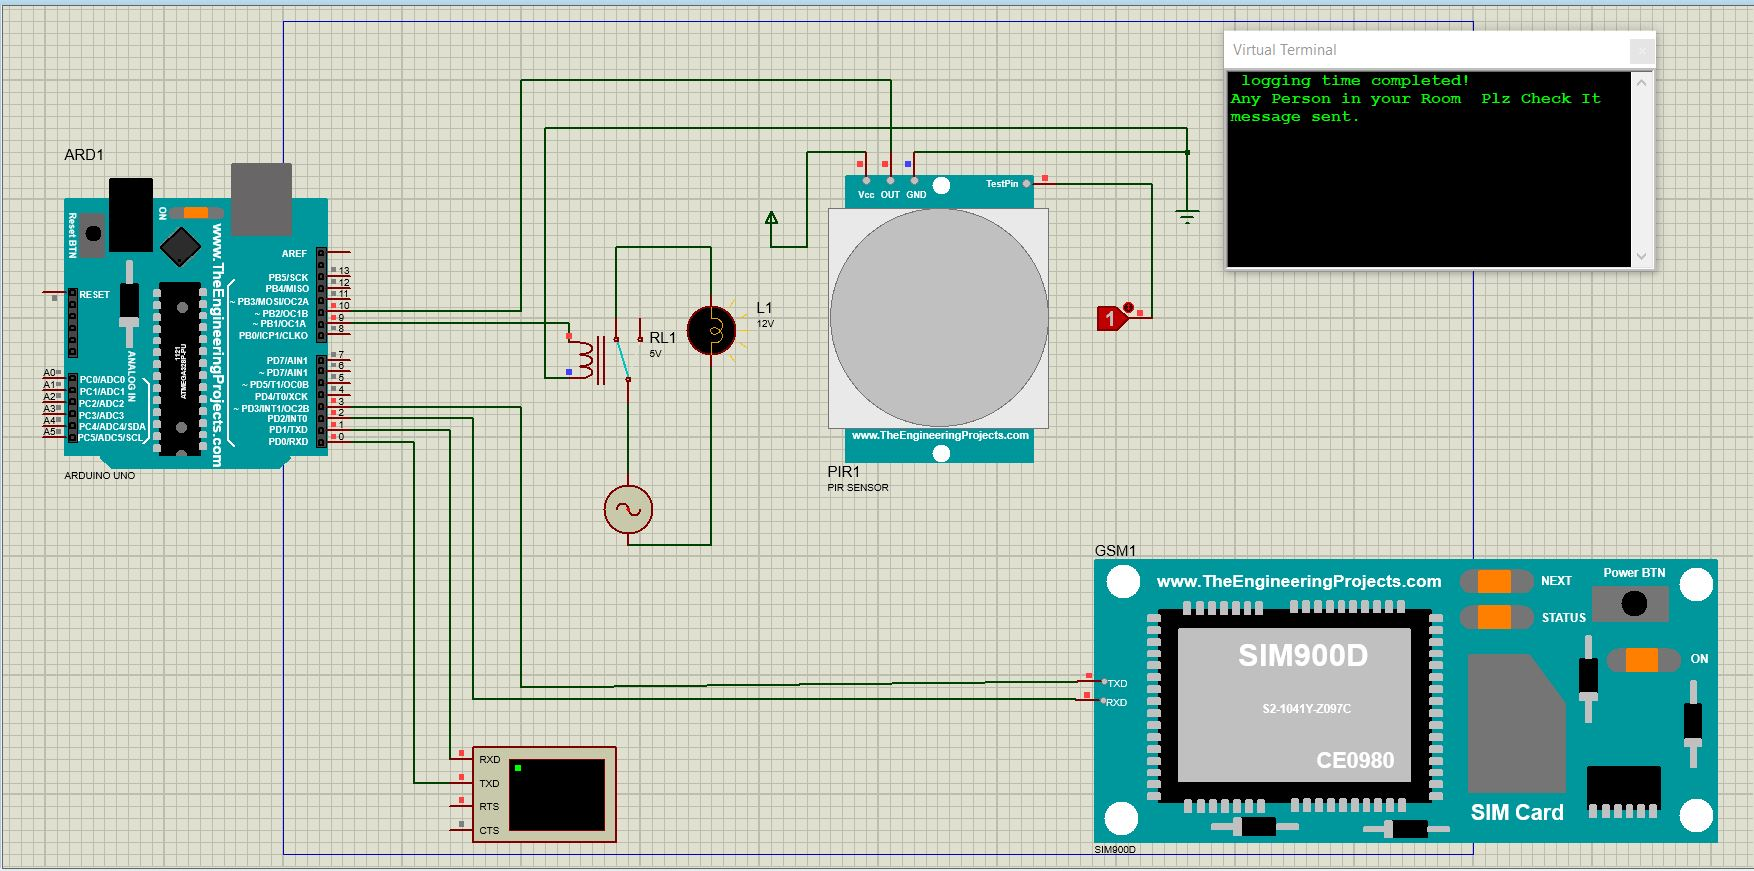 Virtual Terminal
logging time completed!
Any Person in your Room  Plz Check It
message sent.
ARD1
ON
Reset BTN
www.TheEngineeringProjects.com
AREF
RESET
PB5/SCK
13
PB4/MISO
12
~ PB3/MOSI/OC2A
11
~ PB2/OC1B
10
~ PB1/OC1A
9
PB0/ICP1/CLKO
8
PD7/AIN1
7
~ PD7/AIN1
6
~ PD5/T1/OC0B
5
PD4/T0/XCK
4
~ PD3/INT1/OC2B
3
PD2/INT0
2
PD1/TXD
1
PD0/RXD
0
ANALOG IN
ATMEGA328P-PU
1121
A0
PC0/ADC0
A1
PC1/ADC1
A2
PC2/ADC2
A3
PC3/ADC3
A4
PC4/ADC4/SDA
A5
PC5/ADC5/SCL
ARDUINO UNO
RL1
5V
L1
12V
Vcc OUT GND
TestPin
1
www.TheEngineeringProjects.com
PIR1
PIR SENSOR
GSM1
www.TheEngineeringProjects.com
NEXT
Power BTN
STATUS
ON
SIM900D
S2-1041Y-Z097C
CE0980
TXD
RXD
SIM Card
SIM900D
RXD
TXD
RTS
CTS